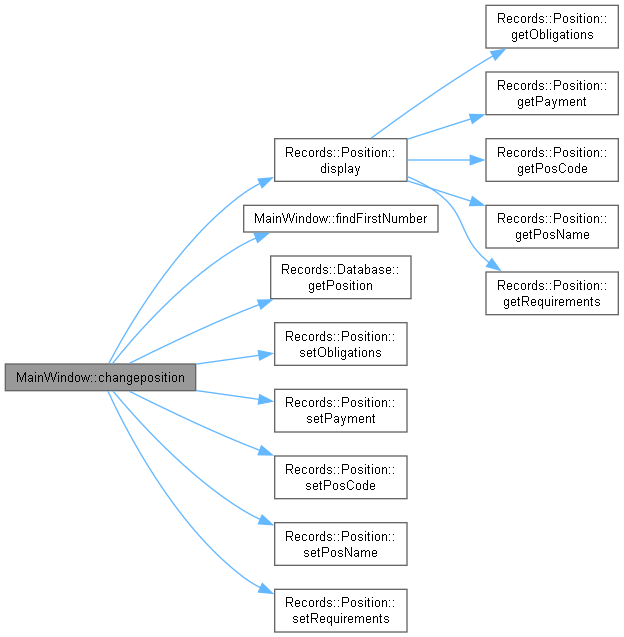 MainWindow::changeposition
Records::Position::
display
Records::Position::
getObligations
Records::Position::
getPayment
Records::Position::
getPosCode
Records::Position::
getPosName
Records::Position::
getRequirements
MainWindow::findFirstNumber
Records::Database::
getPosition
Records::Position::
setObligations
Records::Position::
setPayment
Records::Position::
setPosCode
Records::Position::
setPosName
Records::Position::
setRequirements